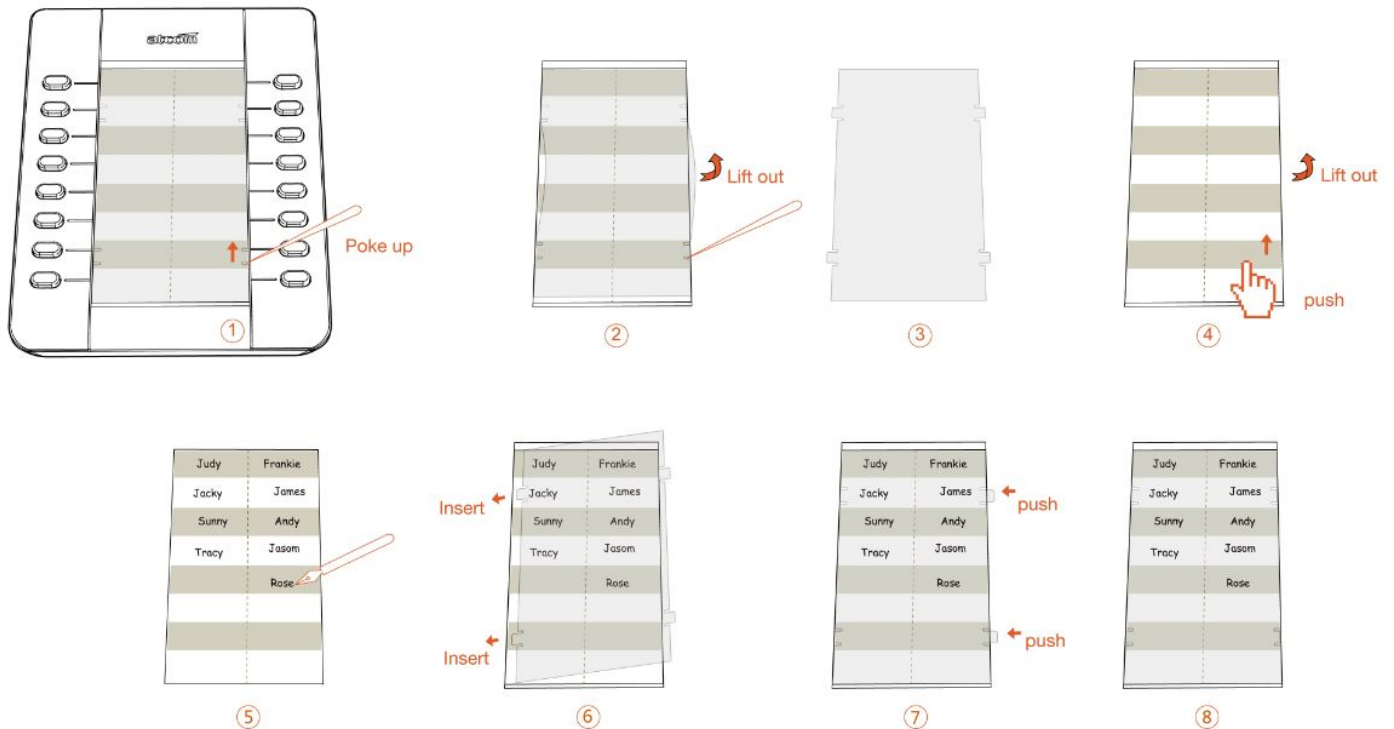 atcom
Poke up
①
Lift out
②
③
Lift out
push
④
Judy Frankie
Jacky James
Sunny Andy
Tracy Jasom
Rose
⑤
Judy Frankie
Insert Jacky James
Sunny Andy
Tracy Jasom
Rose
Insert
⑥
Judy Frankie
Jacky James push
Sunny Andy
Tracy Jasom
Rose
push
⑦
Judy Frankie
Jacky James
Sunny Andy
Tracy Jasom
Rose
⑧